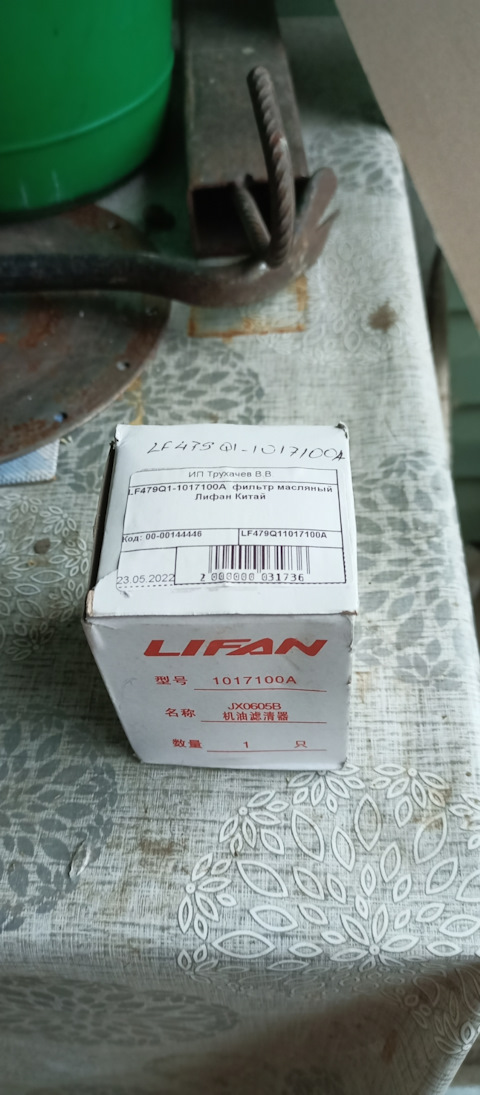 LF479Q1-1017100A
ИП Трухачев В.В
LF479Q1-1017100A фильтр масляный
Лифан Китай
Код: 00-00144446 LF479Q11017100A
23.05.2022 2 000000 031736
LIFAN
型号 1017100A
名称 JX0605B
机油滤清器
数量 1 只